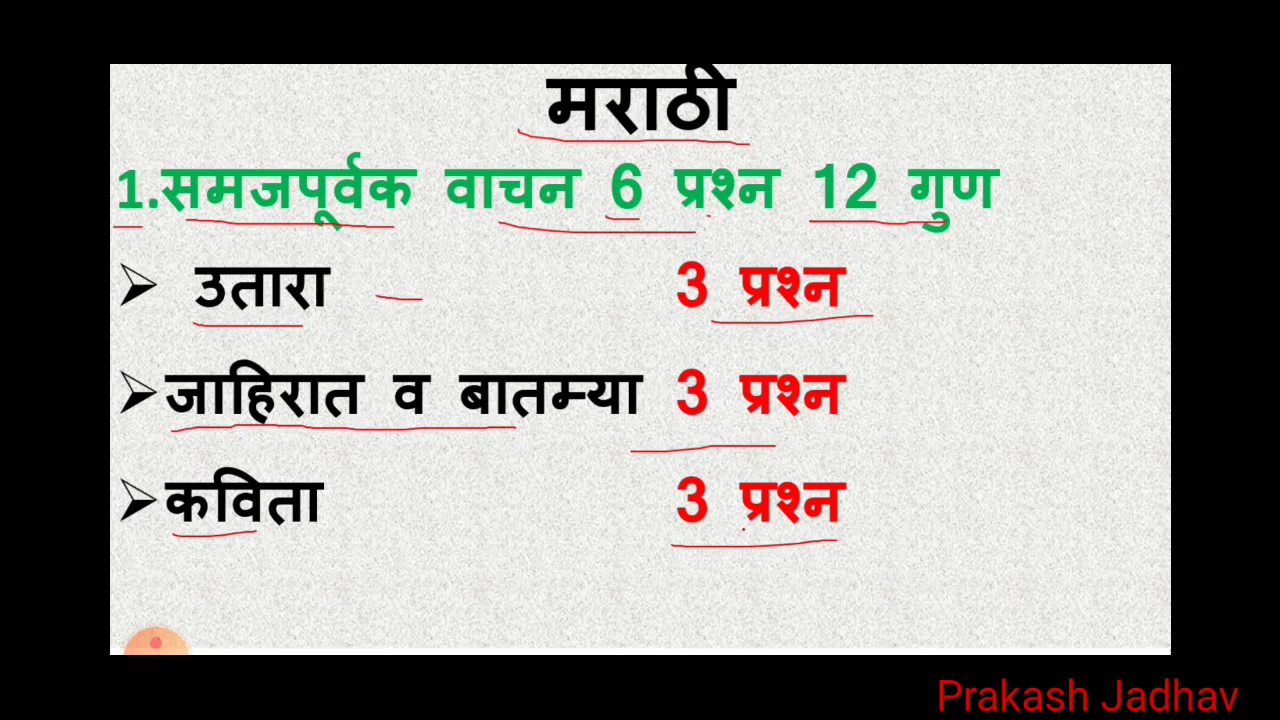 मराठी
1.समजपूर्वक वाचन 6 प्रश्न 12 गुण
➢ उतारा 3 प्रश्न
➢जाहिरात व बातम्या 3 प्रश्न
➢कविता 3 प्रश्न
Prakash Jadhav